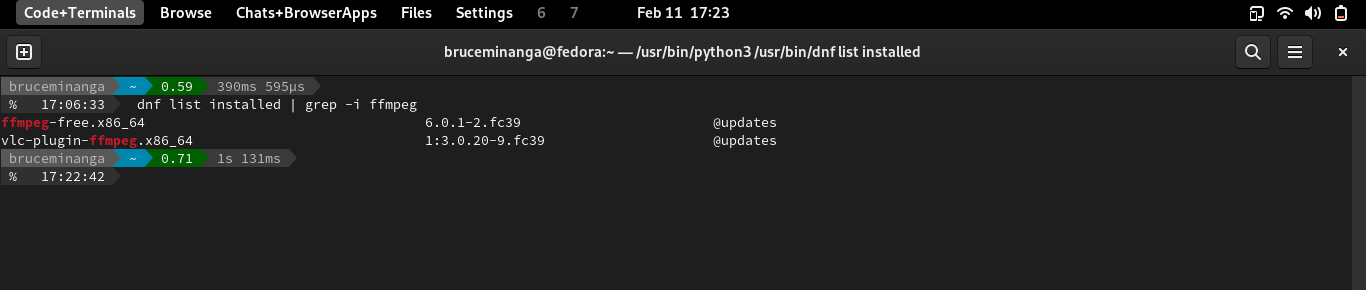 Code+Terminals Browse Chats+BrowserApps Files Settings 6 7 Feb 11 17:23
bruceminanga@fedora:~ — /usr/bin/python3 /usr/bin/dnf list installed
bruceminanga ~ 0.59 390ms 595μs
% 17:06:33 dnf list installed | grep -i ffmpeg
ffmpeg-free.x86_64 6.0.1-2.fc39 @updates
vlc-plugin-ffmpeg.x86_64 1:3.0.20-9.fc39 @updates
bruceminanga ~ 0.71 1s 131ms
% 17:22:42